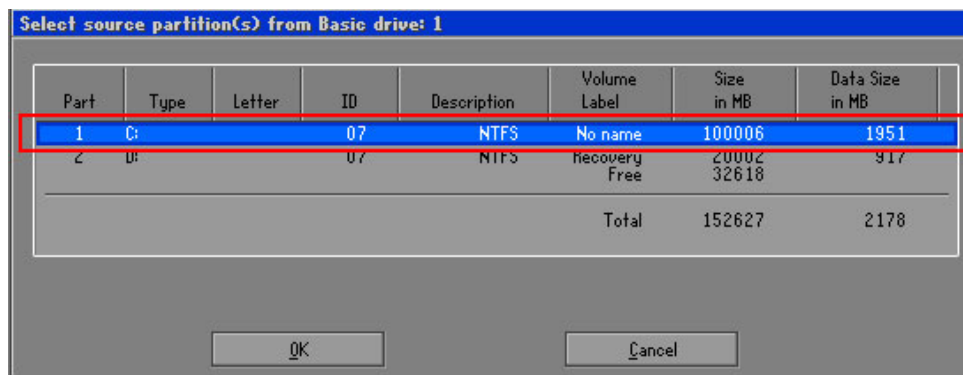 Select source partition(s) from Basic drive: 1
Volume Size Data Size
Part Type Letter ID Description Label in MB in MB
1 C: 07 NTFS No name 100006 1951
2 D: 07 NTFS Recovery 20002 917
Free 32618
Total 152627 2178
OK Cancel